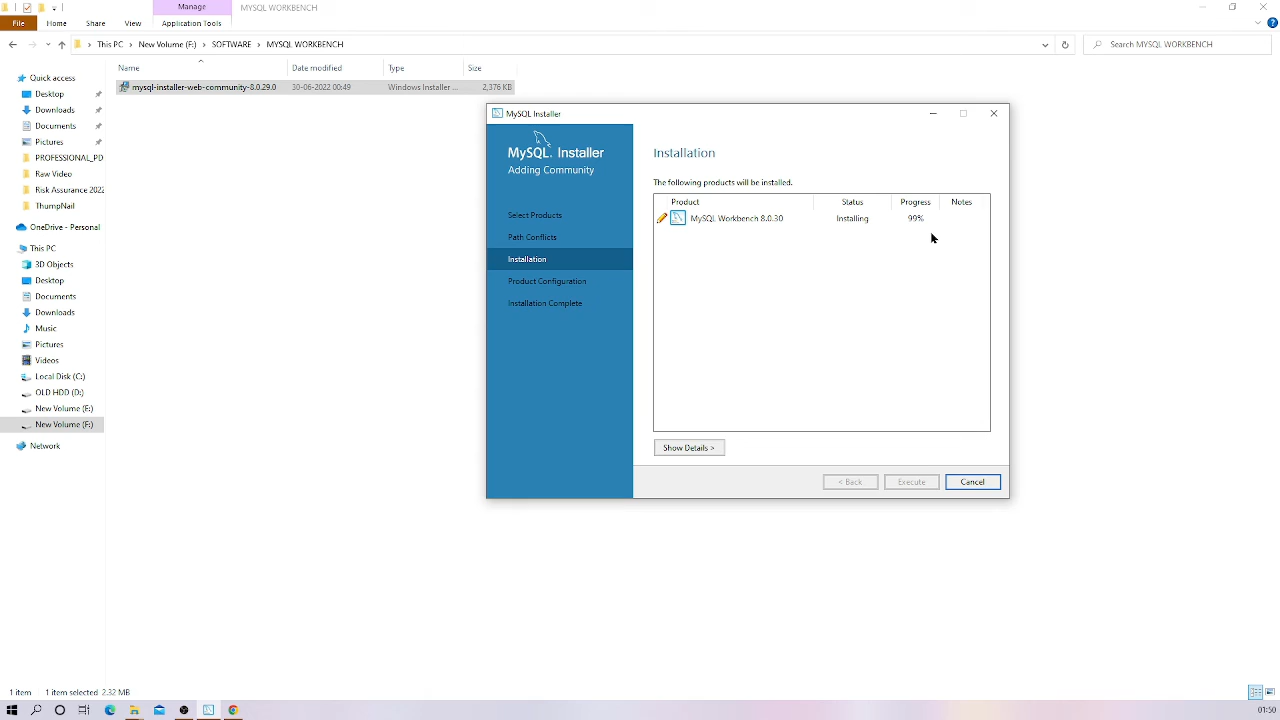 Manage
MYSQL WORKBENCH
File
Home
Share
View
Application Tools
This PC
New Volume (F:)
SOFTWARE
MYSQL WORKBENCH
Search MYSQL WORKBENCH
Name
Date modified
Type
Size
mysql-installer-web-community-8.0.29.0
30-06-2022 00:49
Windows Installer ...
2,376 KB
Quick access
Desktop
Downloads
Documents
Pictures
PROFESSIONAL_PD
Raw Video
Risk Assurance 2022
ThumpNail
OneDrive - Personal
This PC
3D Objects
Desktop
Documents
Downloads
Music
Pictures
Videos
Local Disk (C:)
OLD HDD (D:)
New Volume (E:)
New Volume (F:)
Network
MySQL Installer
MySQL. Installer
Adding Community
Select Products
Path Conflicts
Installation
Product Configuration
Installation Complete
Installation
The following products will be installed.
Product
Status
Progress
Notes
MySQL Workbench 8.0.30
Installing
99%
Show Details >
< Back
Execute
Cancel
1 item
1 item selected 2.32 MB
01:50